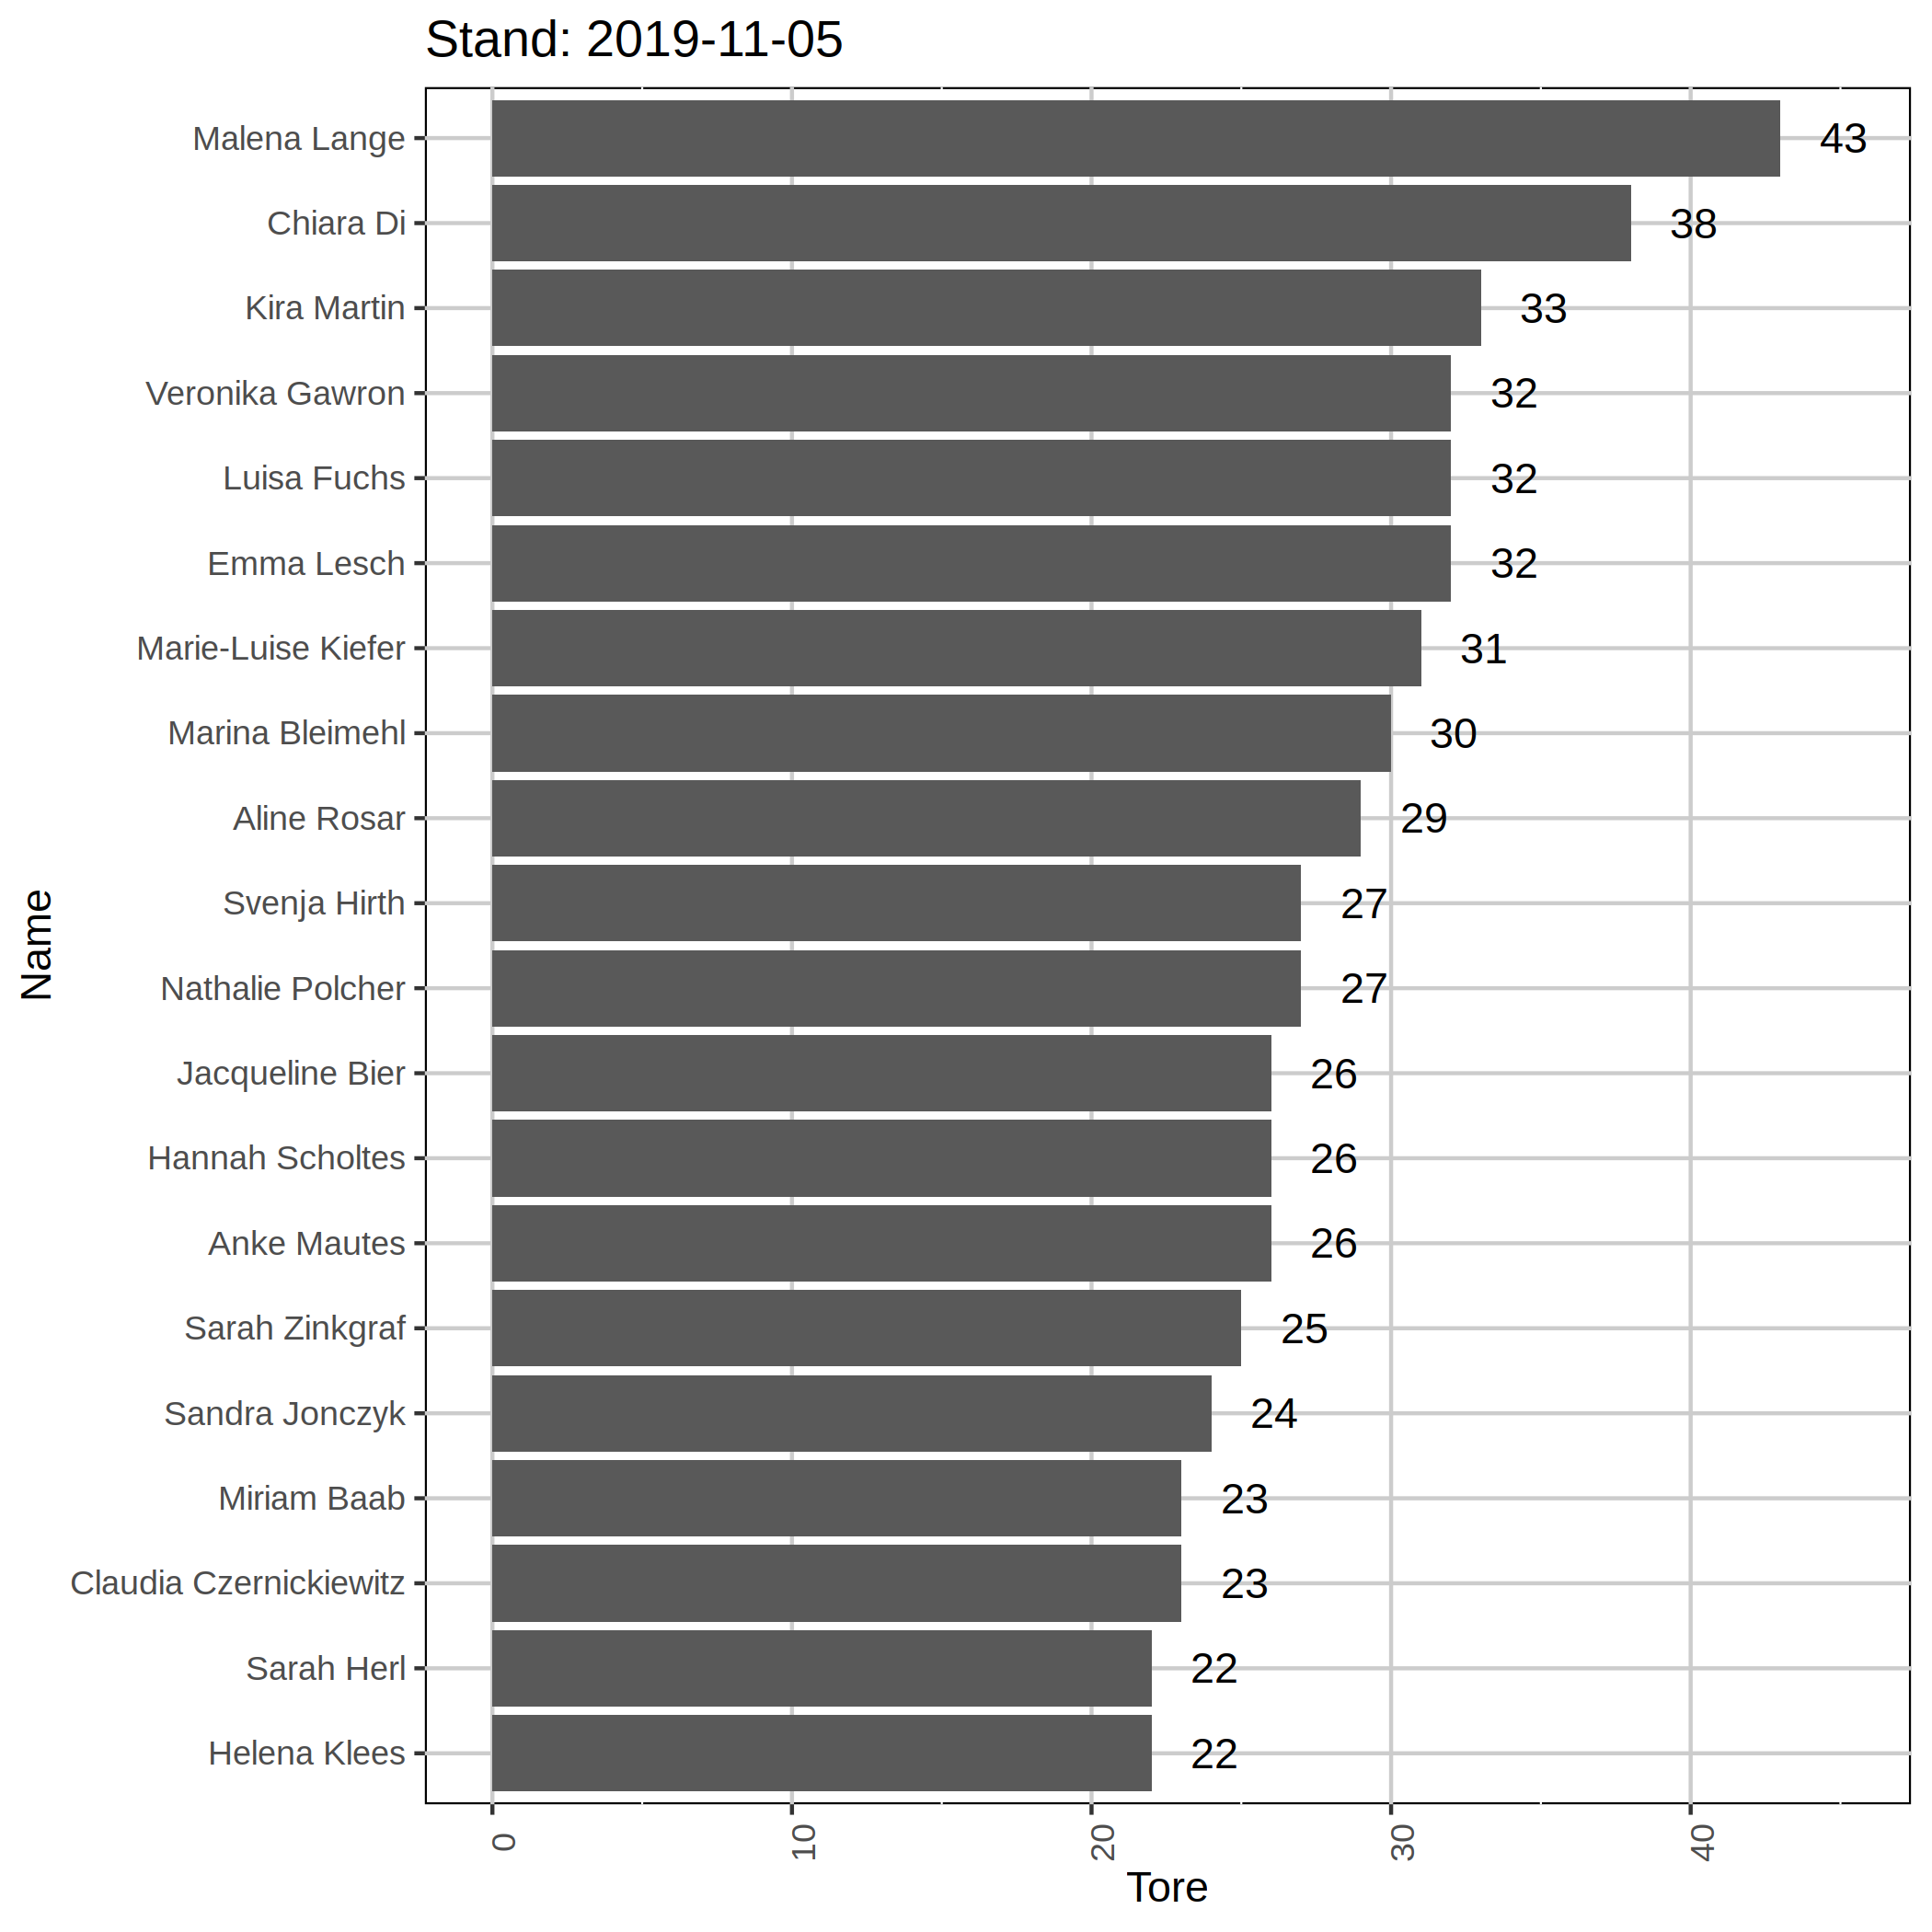 Stand: 2019-11-05
Malena Lange 43
Chiara Di 38
Kira Martin 33
Veronika Gawron 32
Luisa Fuchs 32
Emma Lesch 32
Marie-Luise Kiefer 31
Marina Bleimehl 30
Aline Rosar 29
Svenja Hirth 27
Nathalie Polcher 27
Jacqueline Bier 26
Hannah Scholtes 26
Anke Mautes 26
Sarah Zinkgraf 25
Sandra Jonczyk 24
Miriam Baab 23
Claudia Czernickiewitz 23
Sarah Herl 22
Helena Klees 22
Name
0 10 20 30 40
Tore